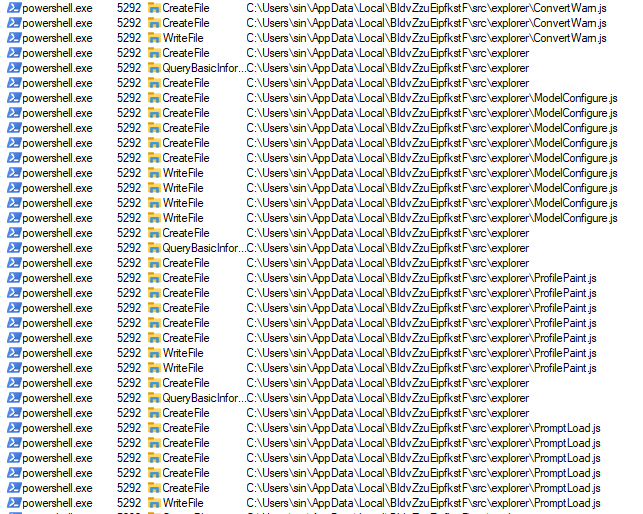 powershell.exe 5292 CreateFile C:\Users\sin\AppData\Local\BldvZzuEipfkstF\src\explorer\ConvertWarn.js
powershell.exe 5292 CreateFile C:\Users\sin\AppData\Local\BldvZzuEipfkstF\src\explorer\ConvertWarn.js
powershell.exe 5292 WriteFile C:\Users\sin\AppData\Local\BldvZzuEipfkstF\src\explorer\ConvertWarn.js
powershell.exe 5292 CreateFile C:\Users\sin\AppData\Local\BldvZzuEipfkstF\src\explorer
powershell.exe 5292 QueryBasicInfor... C:\Users\sin\AppData\Local\BldvZzuEipfkstF\src\explorer
powershell.exe 5292 CreateFile C:\Users\sin\AppData\Local\BldvZzuEipfkstF\src\explorer
powershell.exe 5292 CreateFile C:\Users\sin\AppData\Local\BldvZzuEipfkstF\src\explorer\ModelConfigure.js
powershell.exe 5292 CreateFile C:\Users\sin\AppData\Local\BldvZzuEipfkstF\src\explorer\ModelConfigure.js
powershell.exe 5292 CreateFile C:\Users\sin\AppData\Local\BldvZzuEipfkstF\src\explorer\ModelConfigure.js
powershell.exe 5292 CreateFile C:\Users\sin\AppData\Local\BldvZzuEipfkstF\src\explorer\ModelConfigure.js
powershell.exe 5292 CreateFile C:\Users\sin\AppData\Local\BldvZzuEipfkstF\src\explorer\ModelConfigure.js
powershell.exe 5292 WriteFile C:\Users\sin\AppData\Local\BldvZzuEipfkstF\src\explorer\ModelConfigure.js
powershell.exe 5292 WriteFile C:\Users\sin\AppData\Local\BldvZzuEipfkstF\src\explorer\ModelConfigure.js
powershell.exe 5292 WriteFile C:\Users\sin\AppData\Local\BldvZzuEipfkstF\src\explorer\ModelConfigure.js
powershell.exe 5292 WriteFile C:\Users\sin\AppData\Local\BldvZzuEipfkstF\src\explorer\ModelConfigure.js
powershell.exe 5292 CreateFile C:\Users\sin\AppData\Local\BldvZzuEipfkstF\src\explorer
powershell.exe 5292 QueryBasicInfor... C:\Users\sin\AppData\Local\BldvZzuEipfkstF\src\explorer
powershell.exe 5292 CreateFile C:\Users\sin\AppData\Local\BldvZzuEipfkstF\src\explorer
powershell.exe 5292 CreateFile C:\Users\sin\AppData\Local\BldvZzuEipfkstF\src\explorer\ProfilePaint.js
powershell.exe 5292 CreateFile C:\Users\sin\AppData\Local\BldvZzuEipfkstF\src\explorer\ProfilePaint.js
powershell.exe 5292 CreateFile C:\Users\sin\AppData\Local\BldvZzuEipfkstF\src\explorer\ProfilePaint.js
powershell.exe 5292 CreateFile C:\Users\sin\AppData\Local\BldvZzuEipfkstF\src\explorer\ProfilePaint.js
powershell.exe 5292 CreateFile C:\Users\sin\AppData\Local\BldvZzuEipfkstF\src\explorer\ProfilePaint.js
powershell.exe 5292 WriteFile C:\Users\sin\AppData\Local\BldvZzuEipfkstF\src\explorer\ProfilePaint.js
powershell.exe 5292 WriteFile C:\Users\sin\AppData\Local\BldvZzuEipfkstF\src\explorer\ProfilePaint.js
powershell.exe 5292 CreateFile C:\Users\sin\AppData\Local\BldvZzuEipfkstF\src\explorer
powershell.exe 5292 QueryBasicInfor... C:\Users\sin\AppData\Local\BldvZzuEipfkstF\src\explorer
powershell.exe 5292 CreateFile C:\Users\sin\AppData\Local\BldvZzuEipfkstF\src\explorer
powershell.exe 5292 CreateFile C:\Users\sin\AppData\Local\BldvZzuEipfkstF\src\explorer\PromptLoad.js
powershell.exe 5292 CreateFile C:\Users\sin\AppData\Local\BldvZzuEipfkstF\src\explorer\PromptLoad.js
powershell.exe 5292 CreateFile C:\Users\sin\AppData\Local\BldvZzuEipfkstF\src\explorer\PromptLoad.js
powershell.exe 5292 CreateFile C:\Users\sin\AppData\Local\BldvZzuEipfkstF\src\explorer\PromptLoad.js
powershell.exe 5292 CreateFile C:\Users\sin\AppData\Local\BldvZzuEipfkstF\src\explorer\PromptLoad.js
powershell.exe 5292 WriteFile C:\Users\sin\AppData\Local\BldvZzuEipfkstF\src\explorer\PromptLoad.js